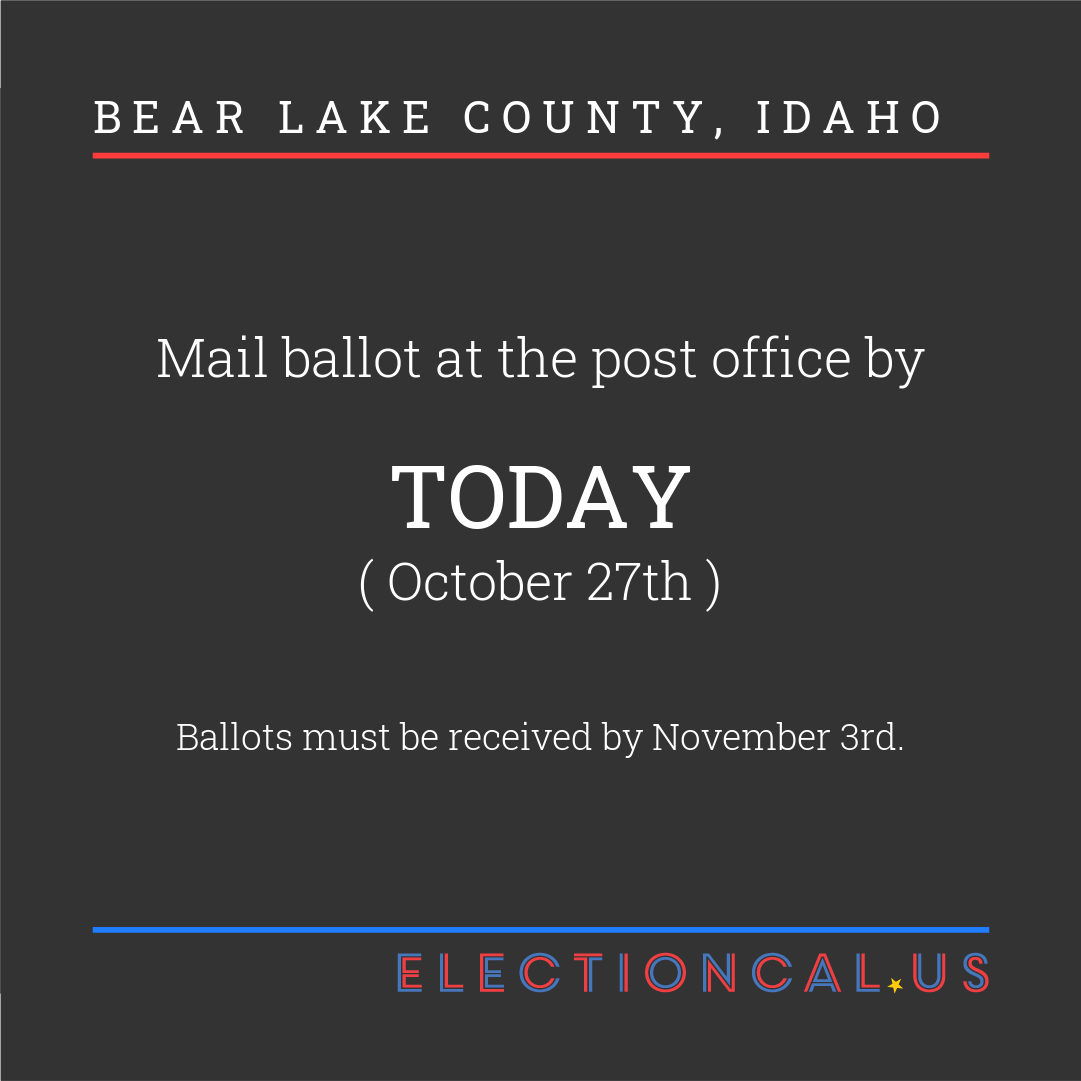 BEAR LAKE COUNTY, IDAHO
Mail ballot at the post office by
TODAY
( October 27th )
Ballots must be received by November 3rd.
ELECTIONCAL.US